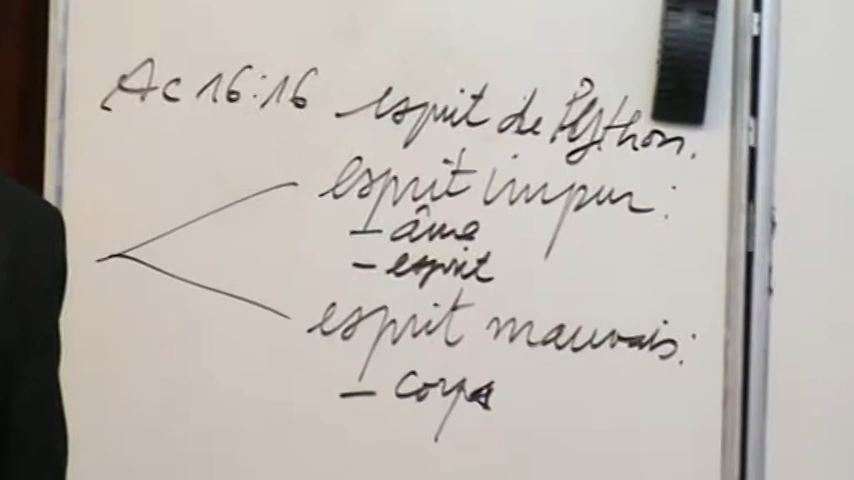 Ac 16:16 - esprit de Python.
esprit impur:
- âme
- esprit
esprit mauvais:
- corps